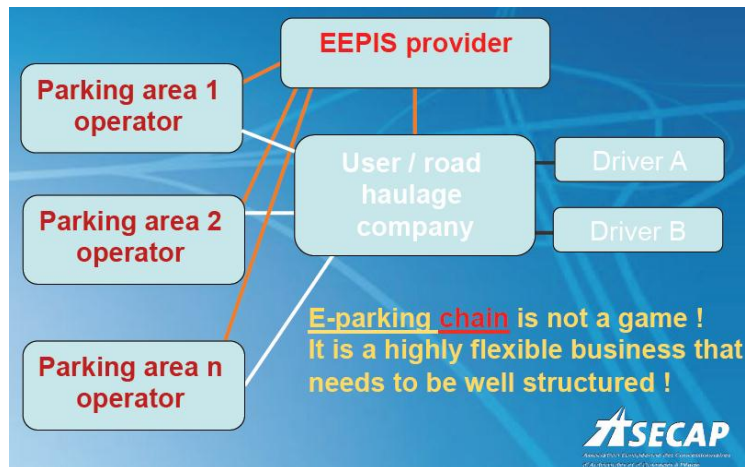 EEPIS provider
Parking area 1
operator
User / road
haulage
company
Driver A
Parking area 2
operator
Driver B
E-parking chain is not a game !
It is a highly flexible business that
needs to be well structured !
Parking area n
operator
ASECAP